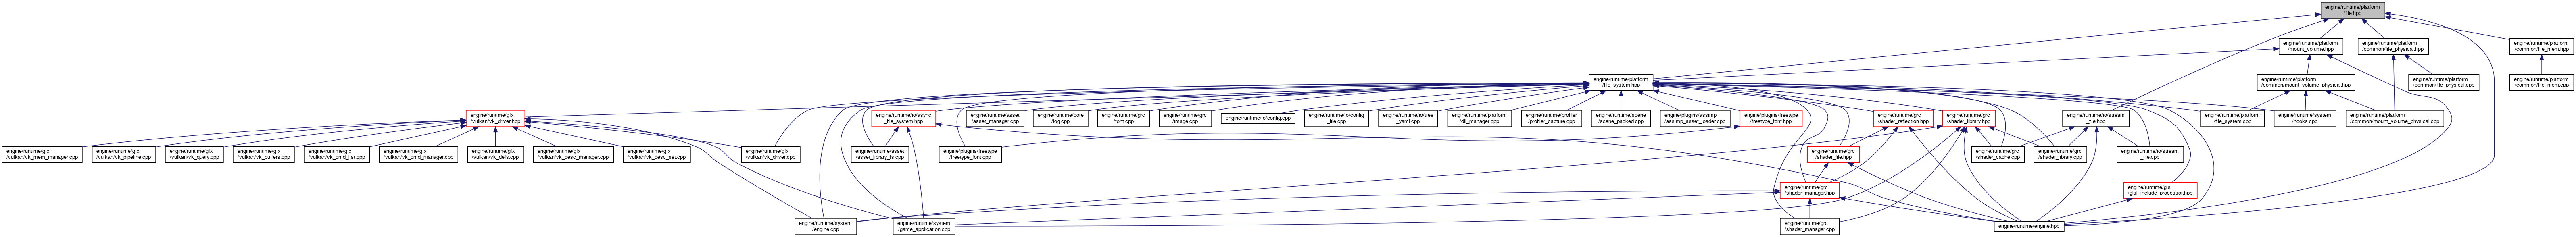 engine/runtime/platform
/file.hpp
engine/runtime/platform
/mount_volume.hpp
engine/runtime/platform
/common/file_physical.hpp
engine/runtime/platform
/common/file_mem.hpp
engine/runtime/platform
/file_system.hpp
engine/runtime/platform
/common/mount_volume_physical.hpp
engine/runtime/platform
/common/file_physical.cpp
engine/runtime/platform
/common/file_mem.cpp
engine/runtime/gfx
/vulkan/vk_driver.hpp
engine/runtime/io/async
_file_system.hpp
engine/runtime/asset
/asset_manager.cpp
engine/runtime/core
/log.cpp
engine/runtime/grc
/font.cpp
engine/runtime/grc
/image.cpp
engine/runtime/io/config.cpp
engine/runtime/io/config
_file.cpp
engine/runtime/io/tree
_yaml.cpp
engine/runtime/platform
/dll_manager.cpp
engine/runtime/profiler
/profiler_capture.cpp
engine/runtime/scene
/scene_packed.cpp
engine/plugins/assimp
/assimp_asset_loader.cpp
engine/plugins/freetype
/freetype_font.hpp
engine/runtime/grc
/shader_reflection.hpp
engine/runtime/grc
/shader_library.hpp
engine/runtime/io/stream
_file.hpp
engine/runtime/platform
/file_system.cpp
engine/runtime/system
/hooks.cpp
engine/runtime/platform
/common/mount_volume_physical.cpp
engine/runtime/gfx
/vulkan/vk_mem_manager.cpp
engine/runtime/gfx
/vulkan/vk_pipeline.cpp
engine/runtime/gfx
/vulkan/vk_query.cpp
engine/runtime/gfx
/vulkan/vk_buffers.cpp
engine/runtime/gfx
/vulkan/vk_cmd_list.cpp
engine/runtime/gfx
/vulkan/vk_cmd_manager.cpp
engine/runtime/gfx
/vulkan/vk_defs.cpp
engine/runtime/gfx
/vulkan/vk_desc_manager.cpp
engine/runtime/gfx
/vulkan/vk_desc_set.cpp
engine/runtime/gfx
/vulkan/vk_driver.cpp
engine/runtime/asset
/asset_library_fs.cpp
engine/plugins/freetype
/freetype_font.cpp
engine/runtime/grc
/shader_file.hpp
engine/runtime/grc
/shader_cache.cpp
engine/runtime/grc
/shader_library.cpp
engine/runtime/io/stream
_file.cpp
engine/runtime/grc
/shader_manager.hpp
engine/runtime/glsl
/glsl_include_processor.hpp
engine/runtime/system
/engine.cpp
engine/runtime/system
/game_application.cpp
engine/runtime/grc
/shader_manager.cpp
engine/runtime/engine.hpp